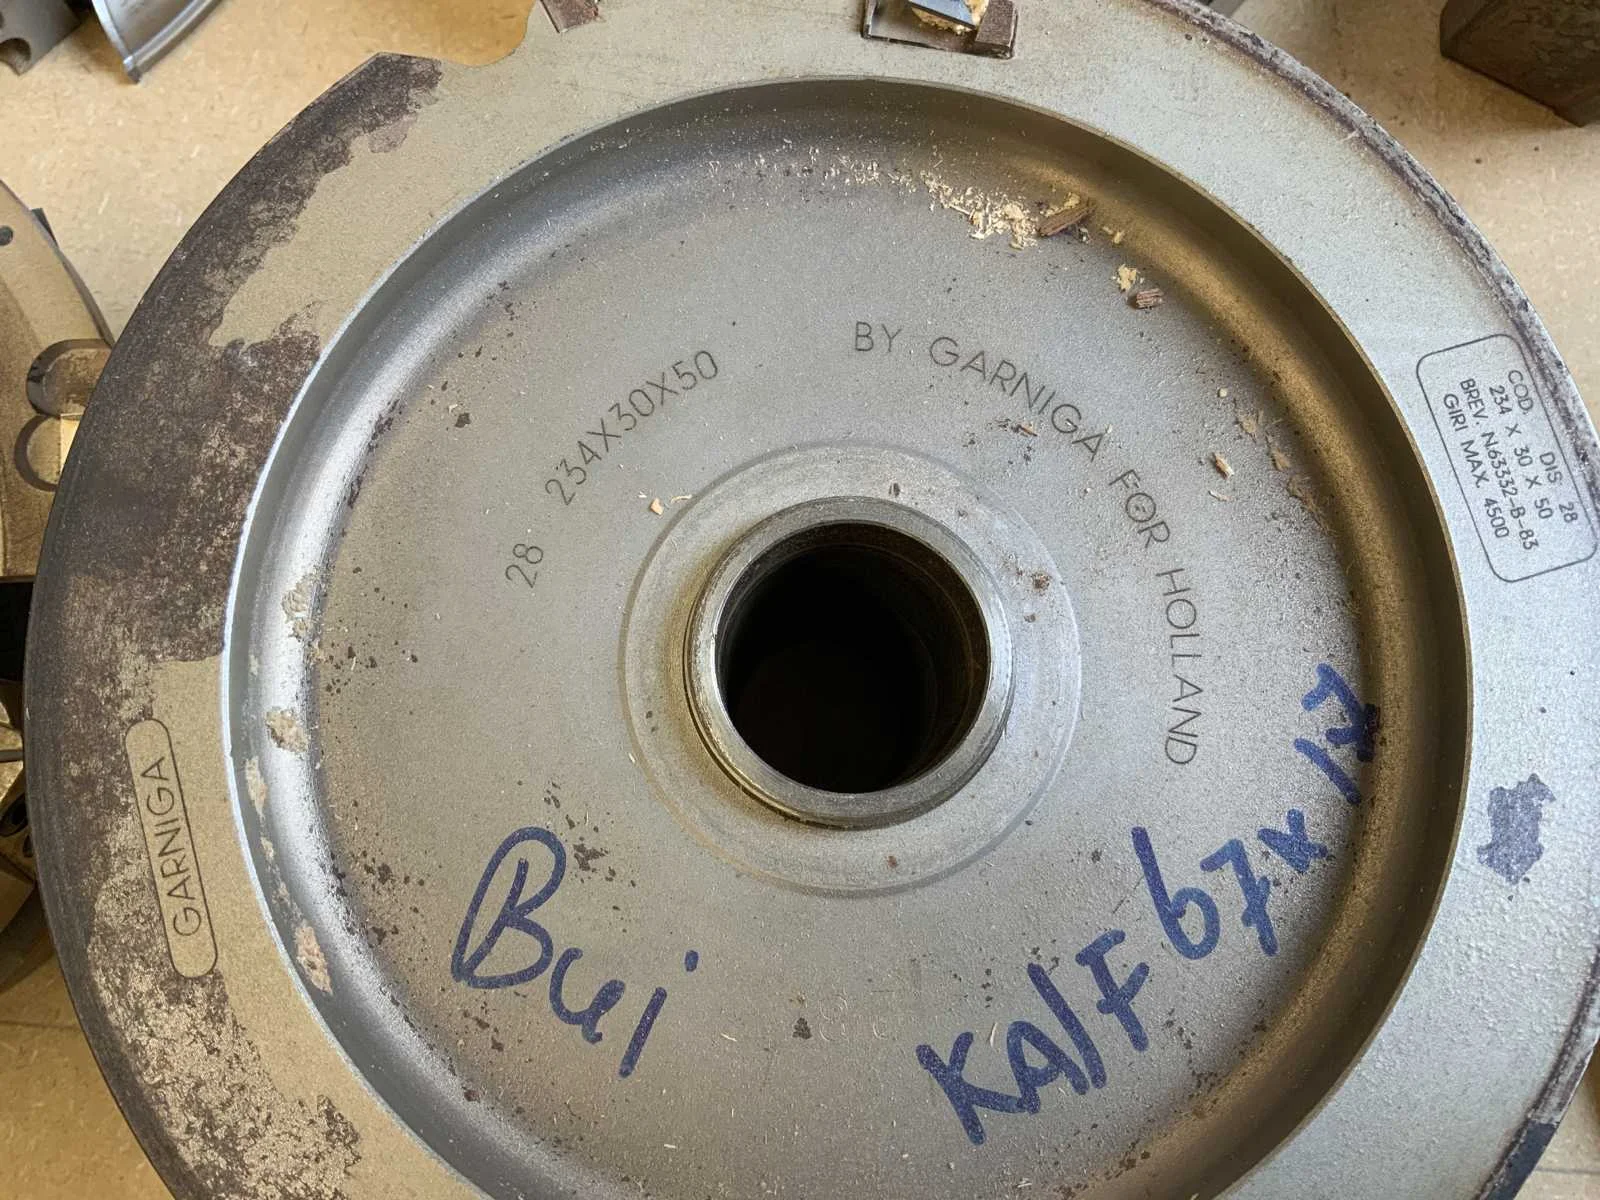 28 234X30X50
BY GARNIGA FOR HOLLAND
COD. DIS. 28
234 X 30 X 50
BREV. N.63332-B-83
GIRI MAX. 4500
GARNIGA
Bui
KA/F 67x17